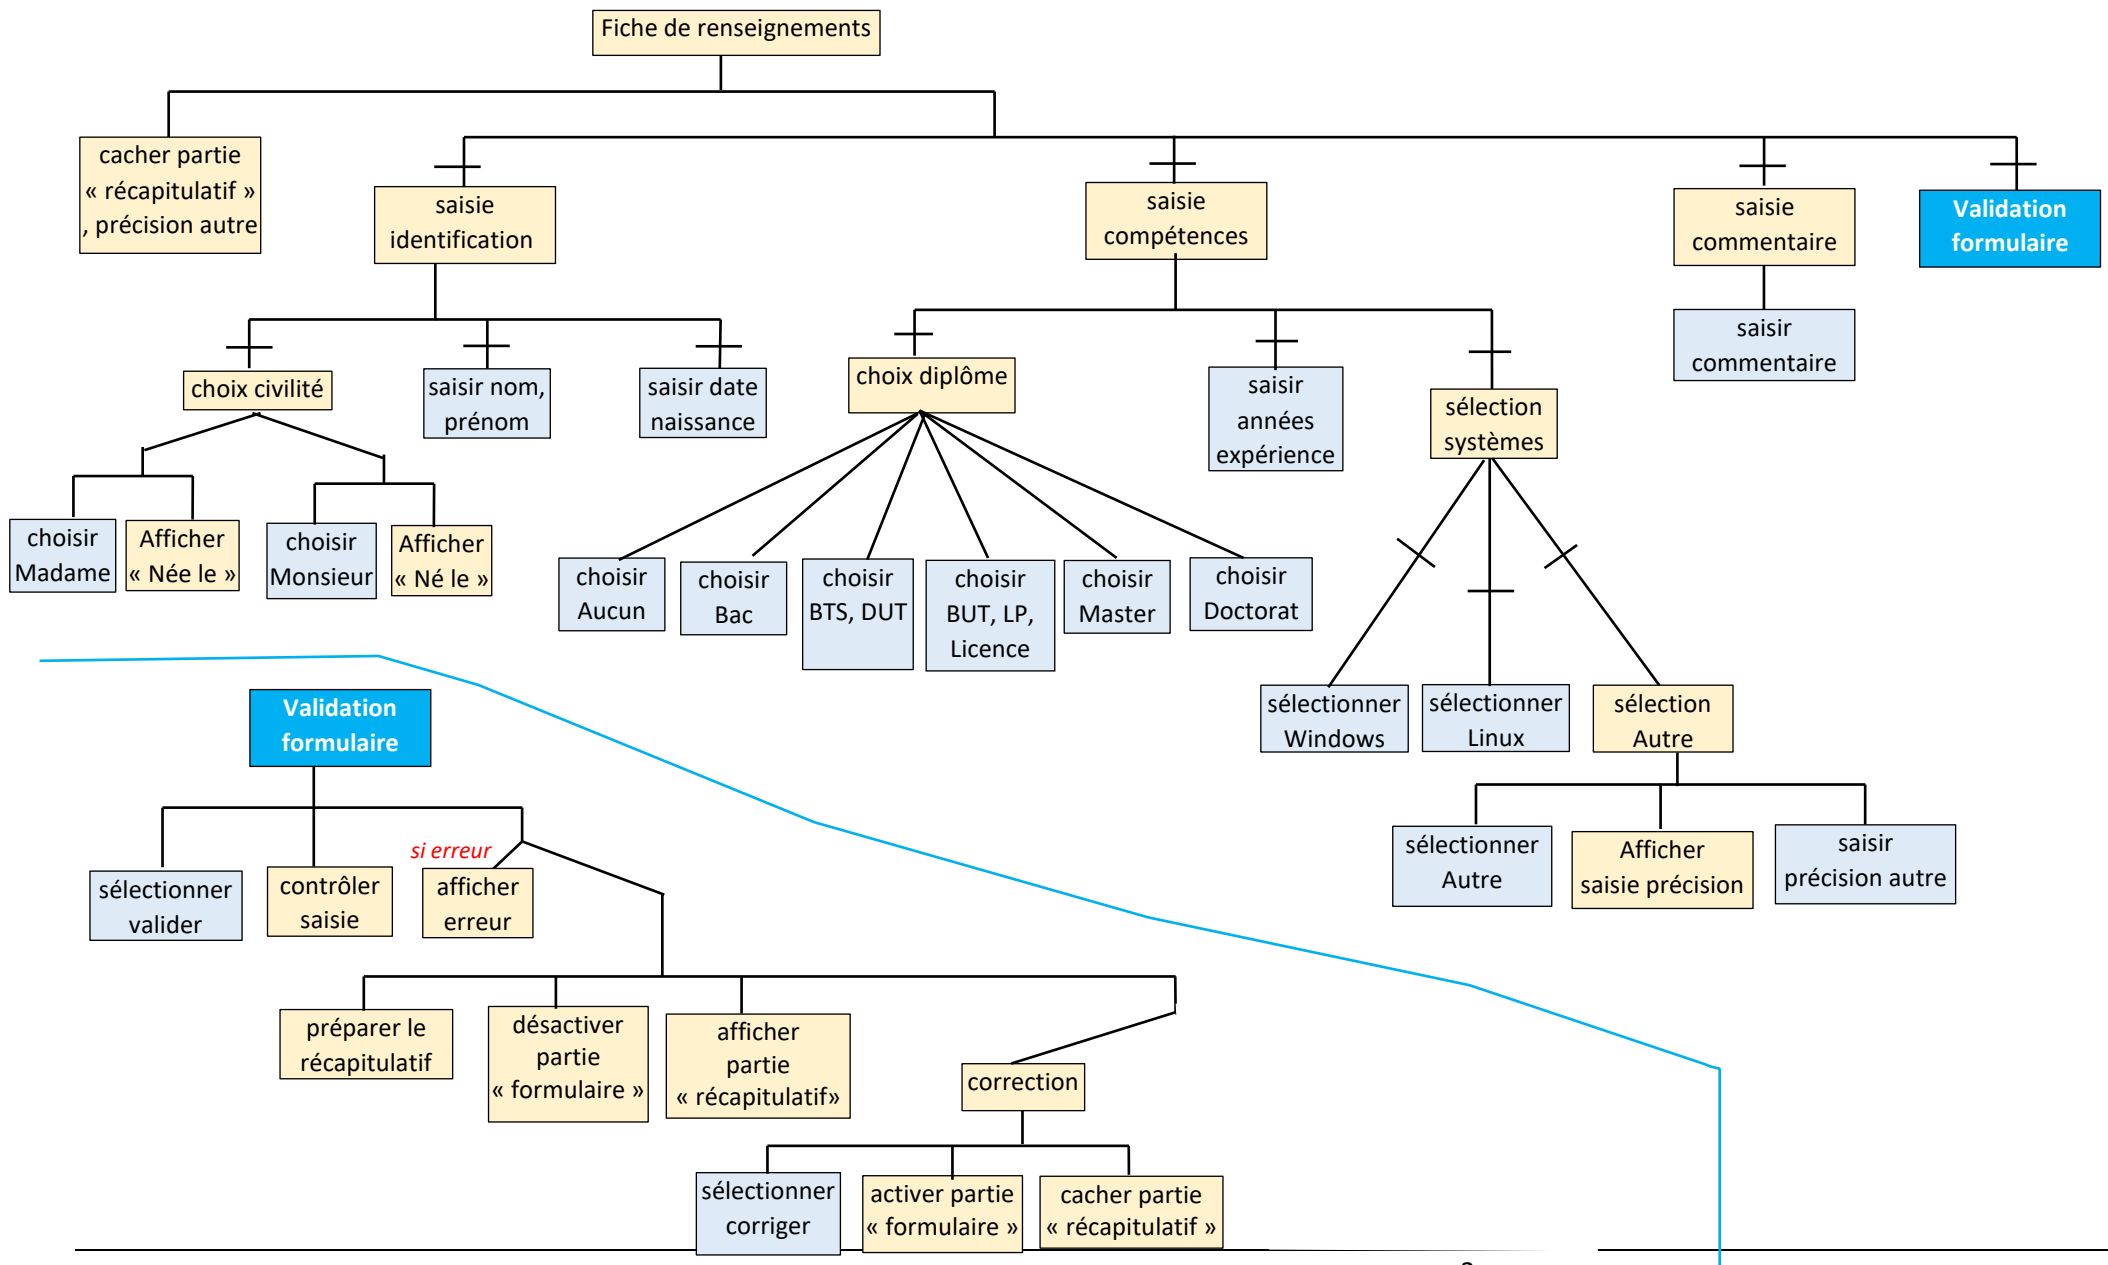 Fiche de renseignements
cacher partie
« récapitulatif »
, précision autre
saisie
identification
saisie
compétences
saisie
commentaire
Validation
formulaire
choix civilité
saisir nom,
prénom
saisir date
naissance
choix diplôme
saisir
années
expérience
sélection
systèmes
saisir
commentaire
choisir
Madame
Afficher
« Née le »
choisir
Monsieur
Afficher
« Né le »
choisir
Aucun
choisir
Bac
choisir
BTS, DUT
choisir
BUT, LP,
Licence
choisir
Master
choisir
Doctorat
sélectionner
Windows
sélectionner
Linux
sélection
Autre
sélectionner
Autre
Afficher
saisie précision
saisir
précision autre
Validation
formulaire
sélectionner
valider
contrôler
saisie
si erreur
afficher
erreur
préparer le
récapitulatif
désactiver
partie
« formulaire »
afficher
partie
« récapitulatif»
correction
sélectionner
corriger
activer partie
« formulaire »
cacher partie
« récapitulatif »